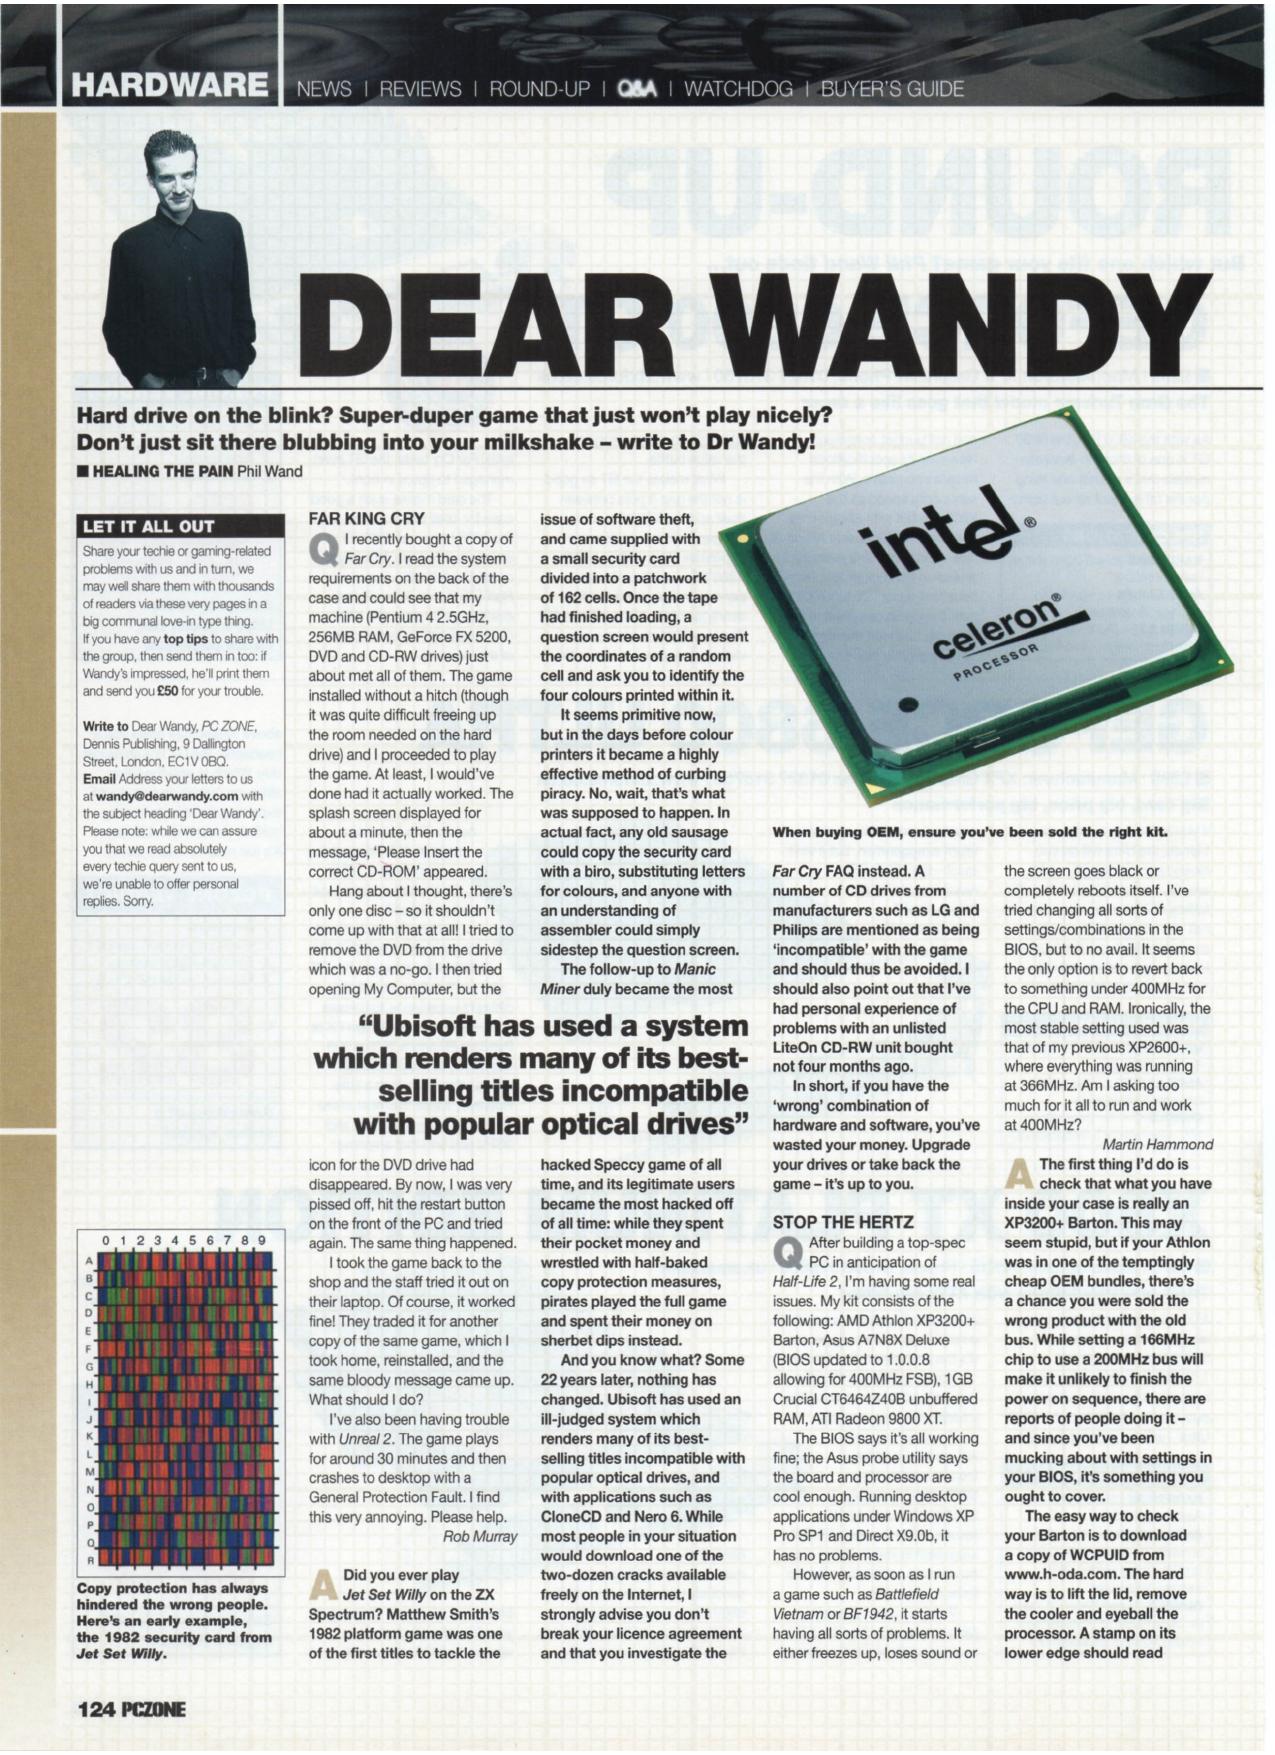 HARDWARE
NEWS | REVIEWS | ROUND-UP | Q&A | WATCHDOG | BUYER'S GUIDE
DEAR WANDY
Hard drive on the blink? Super-duper game that just won't play nicely?
Don't just sit there blubbing into your milkshake – write to Dr Wandy!
■ HEALING THE PAIN Phil Wand
LET IT ALL OUT
Share your techie or gaming-related
problems with us and in turn, we
may well share them with thousands
of readers via these very pages in a
big communal love-in type thing.
If you have any top tips to share with
the group, then send them in too: if
Wandy's impressed, he'll print them
and send you £50 for your trouble.
Write to Dear Wandy, PC ZONE,
Dennis Publishing, 9 Dallington
Street, London, EC1V 0BQ.
Email Address your letters to us
at wandy@dearwandy.com with
the subject heading 'Dear Wandy'.
Please note: while we can assure
you that we read absolutely
every techie query sent to us,
we're unable to offer personal
replies. Sorry.
0 1 2 3 4 5 6 7 8 9
A
B
C
D
E
F
G
H
I
J
K
L
M
N
O
P
Q
R
Copy protection has always
hindered the wrong people.
Here's an early example,
the 1982 security card from
Jet Set Willy.
FAR KING CRY
Q I recently bought a copy of
Far Cry. I read the system
requirements on the back of the
case and could see that my
machine (Pentium 4 2.5GHz,
256MB RAM, GeForce FX 5200,
DVD and CD-RW drives) just
about met all of them. The game
installed without a hitch (though
it was quite difficult freeing up
the room needed on the hard
drive) and I proceeded to play
the game. At least, I would've
done had it actually worked. The
splash screen displayed for
about a minute, then the
message, 'Please Insert the
correct CD-ROM' appeared.
Hang about I thought, there's
only one disc – so it shouldn't
come up with that at all! I tried to
remove the DVD from the drive
which was a no-go. I then tried
opening My Computer, but the
"Ubisoft has used a system
which renders many of its best-
selling titles incompatible
with popular optical drives"
icon for the DVD drive had
disappeared. By now, I was very
pissed off, hit the restart button
on the front of the PC and tried
again. The same thing happened.
I took the game back to the
shop and the staff tried it out on
their laptop. Of course, it worked
fine! They traded it for another
copy of the same game, which I
took home, reinstalled, and the
same bloody message came up.
What should I do?
I've also been having trouble
with Unreal 2. The game plays
for around 30 minutes and then
crashes to desktop with a
General Protection Fault. I find
this very annoying. Please help.
Rob Murray
A Did you ever play
Jet Set Willy on the ZX
Spectrum? Matthew Smith's
1982 platform game was one
of the first titles to tackle the
issue of software theft,
and came supplied with
a small security card
divided into a patchwork
of 162 cells. Once the tape
had finished loading, a
question screen would present
the coordinates of a random
cell and ask you to identify the
four colours printed within it.
It seems primitive now,
but in the days before colour
printers it became a highly
effective method of curbing
piracy. No, wait, that's what
was supposed to happen. In
actual fact, any old sausage
could copy the security card
with a biro, substituting letters
for colours, and anyone with
an understanding of
assembler could simply
sidestep the question screen.
The follow-up to Manic
Miner duly became the most
hacked Speccy game of all
time, and its legitimate users
became the most hacked off
of all time: while they spent
their pocket money and
wrestled with half-baked
copy protection measures,
pirates played the full game
and spent their money on
sherbet dips instead.
And you know what? Some
22 years later, nothing has
changed. Ubisoft has used an
ill-judged system which
renders many of its best-
selling titles incompatible with
popular optical drives, and
with applications such as
CloneCD and Nero 6. While
most people in your situation
would download one of the
two-dozen cracks available
freely on the Internet, I
strongly advise you don't
break your licence agreement
and that you investigate the
intel®
celeron®
PROCESSOR
When buying OEM, ensure you've been sold the right kit.
Far Cry FAQ instead. A
number of CD drives from
manufacturers such as LG and
Philips are mentioned as being
'incompatible' with the game
and should thus be avoided. I
should also point out that I've
had personal experience of
problems with an unlisted
LiteOn CD-RW unit bought
not four months ago.
In short, if you have the
'wrong' combination of
hardware and software, you've
wasted your money. Upgrade
your drives or take back the
game – it's up to you.
STOP THE HERTZ
Q After building a top-spec
PC in anticipation of
Half-Life 2, I'm having some real
issues. My kit consists of the
following: AMD Athlon XP3200+
Barton, Asus A7N8X Deluxe
(BIOS updated to 1.0.0.8
allowing for 400MHz FSB), 1GB
Crucial CT6464Z40B unbuffered
RAM, ATI Radeon 9800 XT.
The BIOS says it's all working
fine; the Asus probe utility says
the board and processor are
cool enough. Running desktop
applications under Windows XP
Pro SP1 and Direct X9.0b, it
has no problems.
However, as soon as I run
a game such as Battlefield
Vietnam or BF1942, it starts
having all sorts of problems. It
either freezes up, loses sound or
the screen goes black or
completely reboots itself. I've
tried changing all sorts of
settings/combinations in the
BIOS, but to no avail. It seems
the only option is to revert back
to something under 400MHz for
the CPU and RAM. Ironically, the
most stable setting used was
that of my previous XP2600+,
where everything was running
at 366MHz. Am I asking too
much for it all to run and work
at 400MHz?
Martin Hammond
A The first thing I'd do is
check that what you have
inside your case is really an
XP3200+ Barton. This may
seem stupid, but if your Athlon
was in one of the temptingly
cheap OEM bundles, there's
a chance you were sold the
wrong product with the old
bus. While setting a 166MHz
chip to use a 200MHz bus will
make it unlikely to finish the
power on sequence, there are
reports of people doing it –
and since you've been
mucking about with settings in
your BIOS, it's something you
ought to cover.
The easy way to check
your Barton is to download
a copy of WCPUID from
www.h-oda.com. The hard
way is to lift the lid, remove
the cooler and eyeball the
processor. A stamp on its
lower edge should read
124 PCZONE